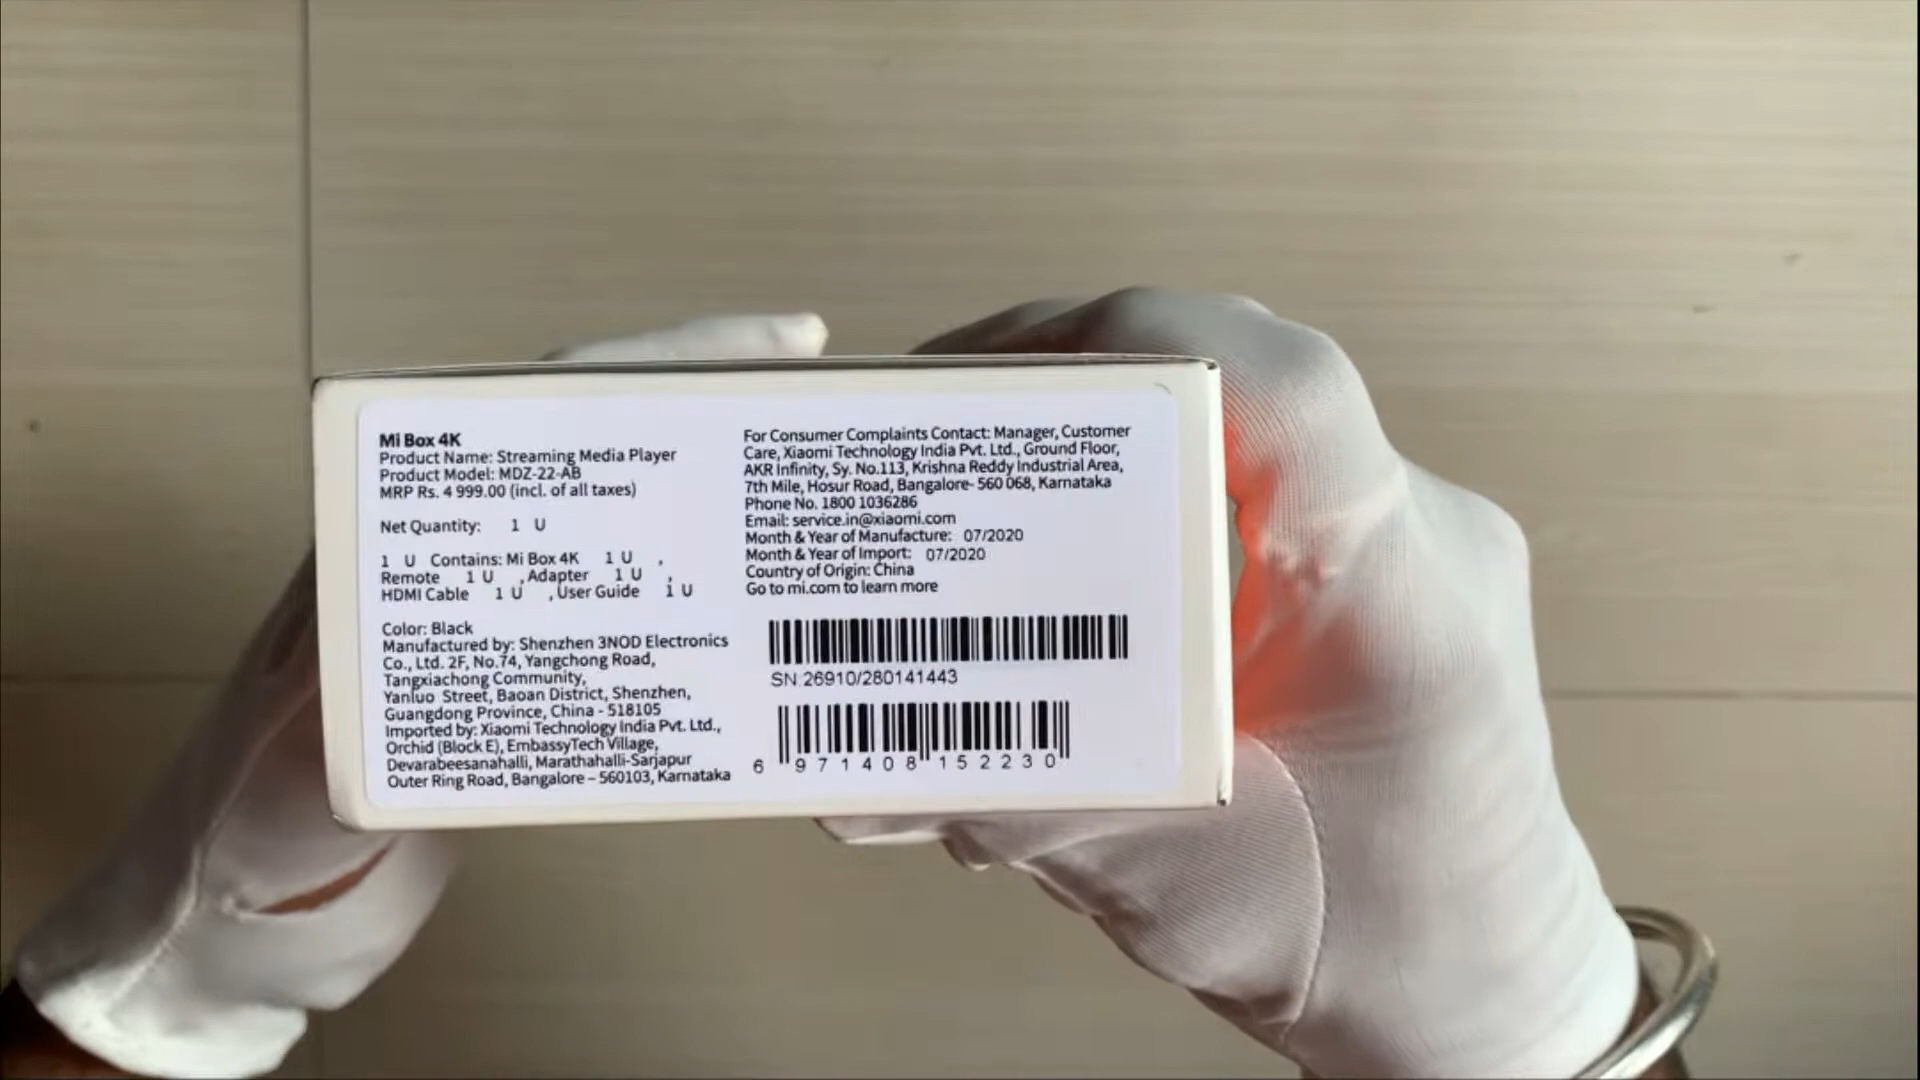 Mi Box 4K
Product Name: Streaming Media Player
Product Model: MDZ-22-AB
MRP Rs. 4 999.00 (incl. of all taxes)
Net Quantity: 1 U
1 U Contains: Mi Box 4K 1 U ,
Remote 1 U , Adapter 1 U ,
HDMI Cable 1 U , User Guide 1 U
Color: Black
Manufactured by: Shenzhen 3NOD Electronics
Co., Ltd. 2F, No.74, Yangchong Road,
Tangxiachong Community,
Yanluo Street, Baoan District, Shenzhen,
Guangdong Province, China - 518105
Imported by: Xiaomi Technology India Pvt. Ltd.,
Orchid (Block E), EmbassyTech Village,
Devarabeesanahalli, Marathahalli-Sarjapur
Outer Ring Road, Bangalore – 560103, Karnataka
For Consumer Complaints Contact: Manager, Customer
Care, Xiaomi Technology India Pvt. Ltd., Ground Floor,
AKR Infinity, Sy. No.113, Krishna Reddy Industrial Area,
7th Mile, Hosur Road, Bangalore- 560 068, Karnataka
Phone No. 1800 1036286
Email: service.in@xiaomi.com
Month & Year of Manufacture: 07/2020
Month & Year of Import: 07/2020
Country of Origin: China
Go to mi.com to learn more
SN:26910/280141443
6 971408 152230